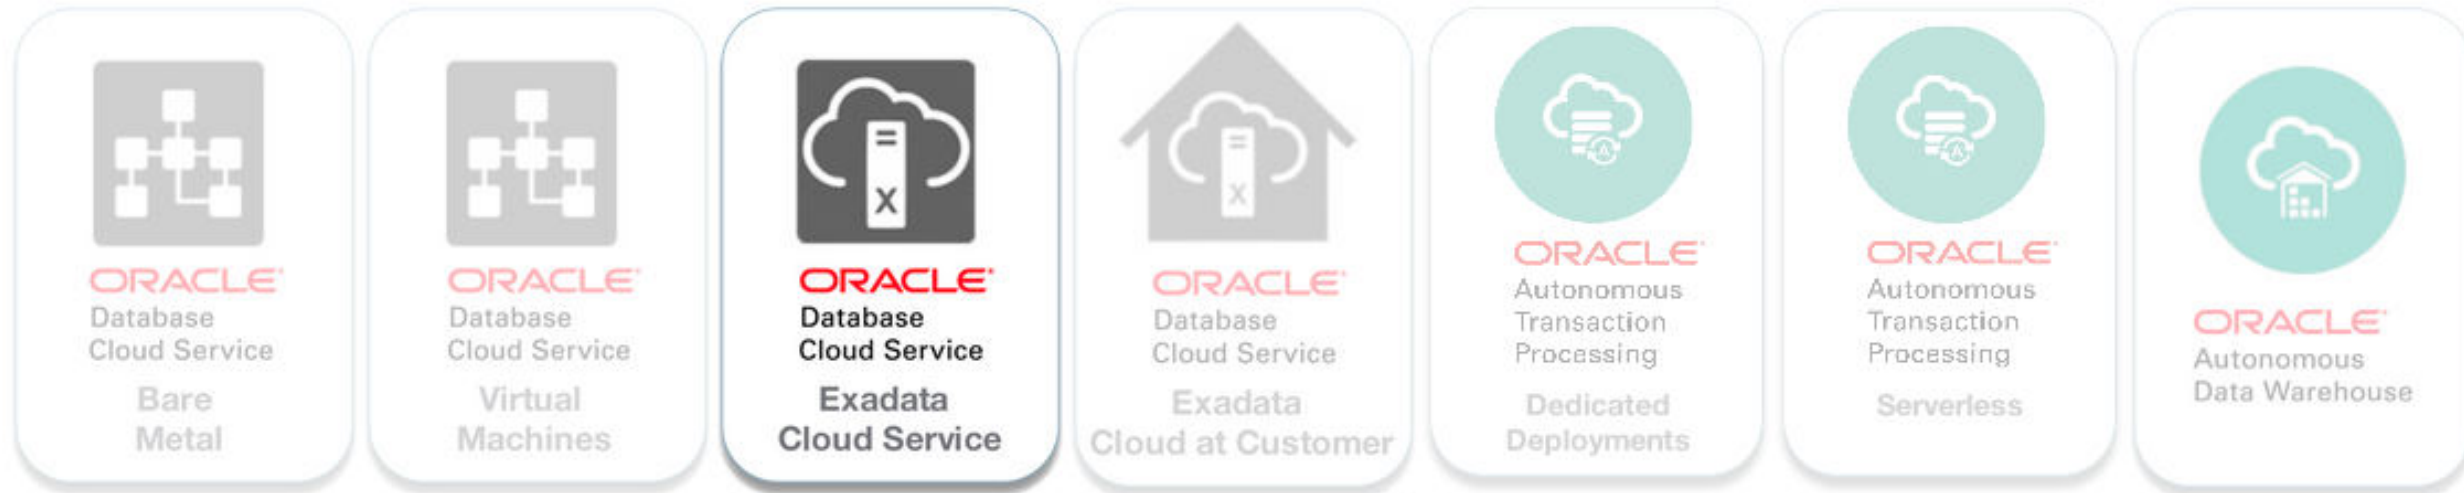 ORACLE
Database
Cloud Service
Bare
Metal
ORACLE
Database
Cloud Service
Virtual
Machines
X
ORACLE
Database
Cloud Service
Exadata
Cloud Service
X
ORACLE
Database
Cloud Service
Exadata
Cloud at Customer
A
ORACLE
Autonomous
Transaction
Processing
Dedicated
Deployments
A
ORACLE
Autonomous
Transaction
Processing
Serverless
ORACLE
Autonomous
Data Warehouse